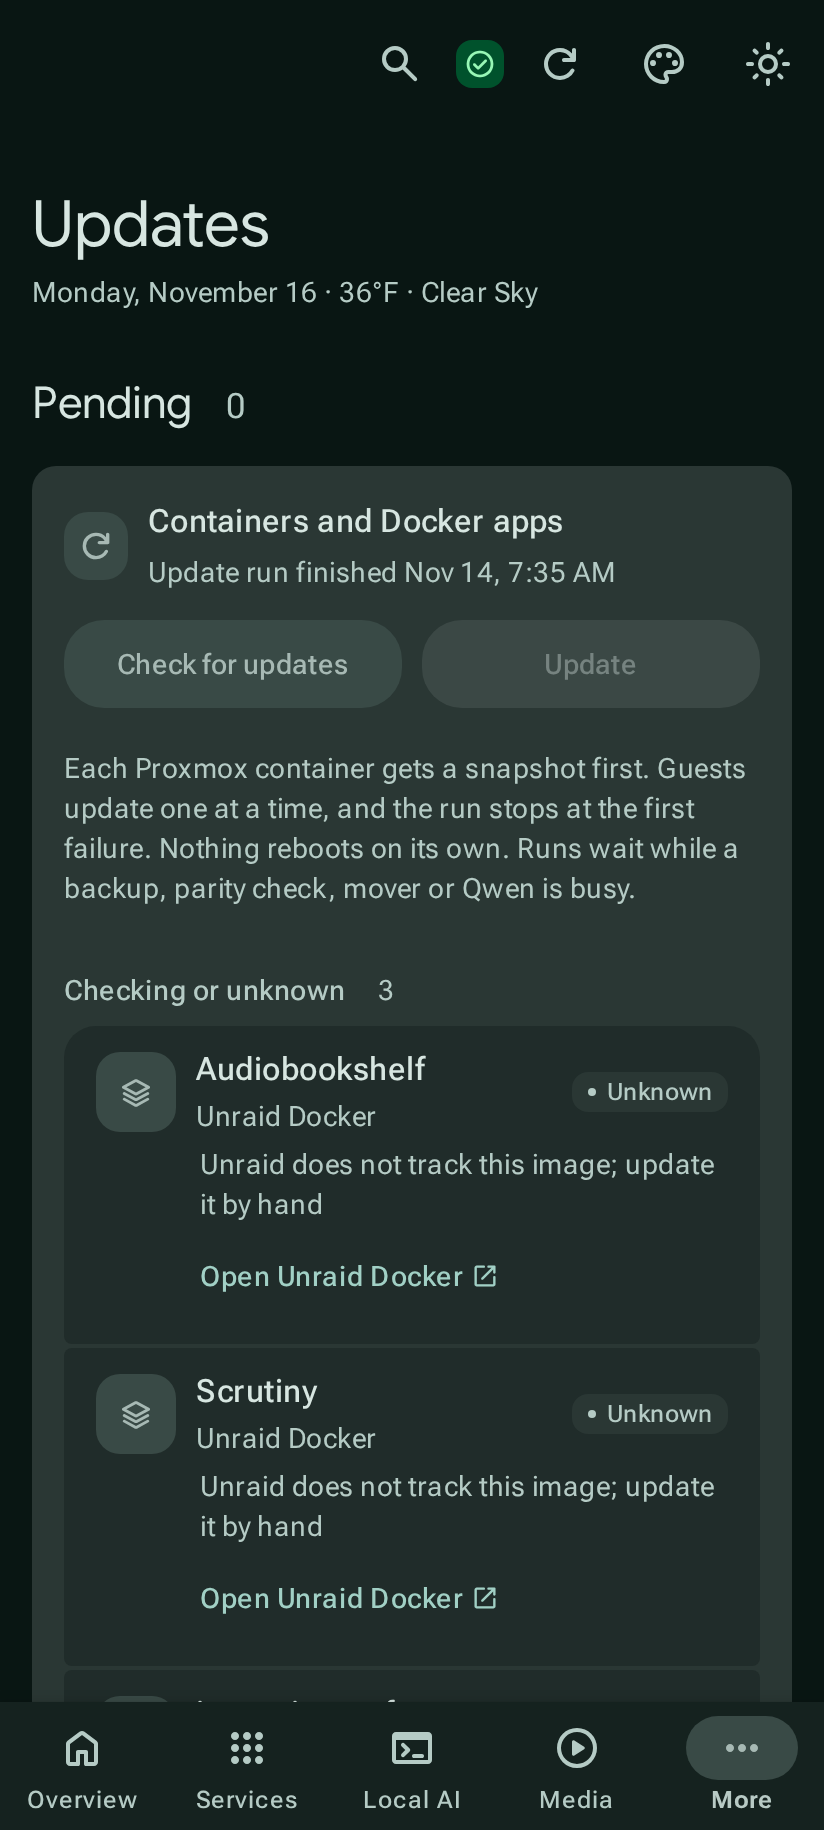 Updates
Monday, November 16 · 36°F · Clear Sky
Pending 0
Containers and Docker apps
Update run finished Nov 14, 7:35 AM
Check for updates
Update
Each Proxmox container gets a snapshot first. Guests
update one at a time, and the run stops at the first
failure. Nothing reboots on its own. Runs wait while a
backup, parity check, mover or Qwen is busy.
Checking or unknown 3
Audiobookshelf
Unraid Docker
• Unknown
Unraid does not track this image; update
it by hand
Open Unraid Docker
Scrutiny
Unraid Docker
• Unknown
Unraid does not track this image; update
it by hand
Open Unraid Docker
Overview
Services
Local AI
Media
More